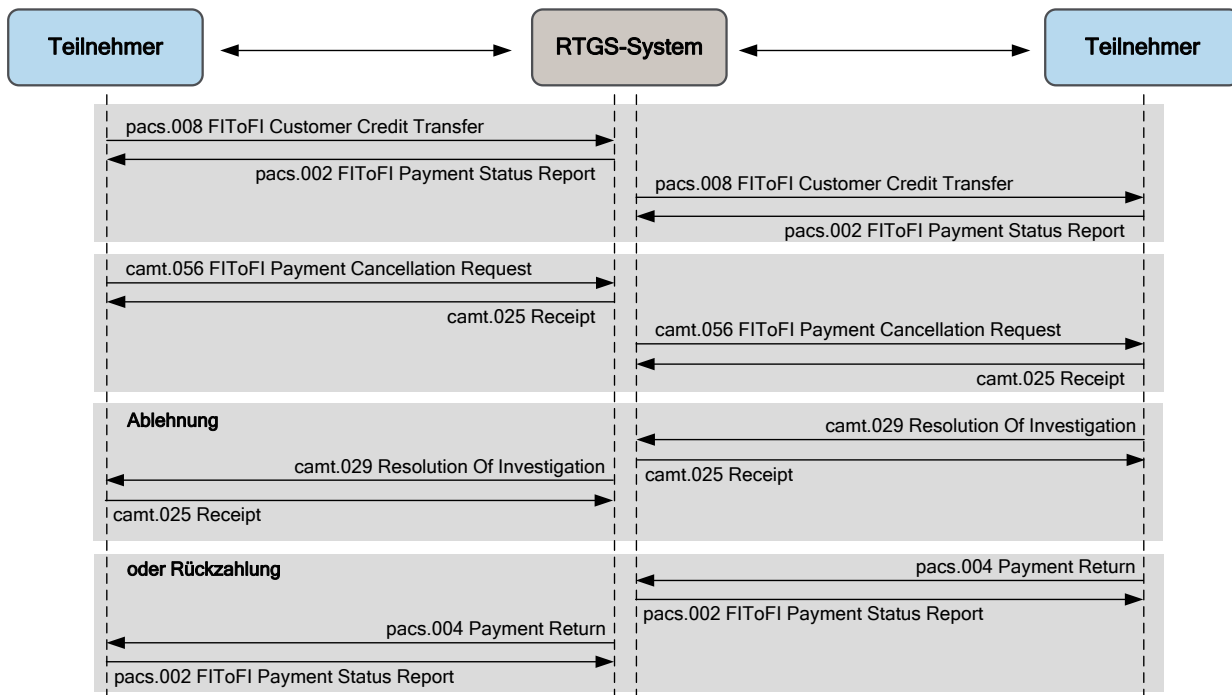 Teilnehmer
RTGS-System
Teilnehmer
pacs.008 FIToFI Customer Credit Transfer
pacs.002 FIToFI Payment Status Report
pacs.008 FIToFI Customer Credit Transfer
pacs.002 FIToFI Payment Status Report
camt.056 FIToFI Payment Cancellation Request
camt.025 Receipt
camt.056 FIToFI Payment Cancellation Request
camt.025 Receipt
Ablehnung
camt.029 Resolution Of Investigation
camt.025 Receipt
camt.029 Resolution Of Investigation
camt.025 Receipt
oder Rückzahlung
pacs.004 Payment Return
pacs.002 FIToFI Payment Status Report
pacs.004 Payment Return
pacs.002 FIToFI Payment Status Report